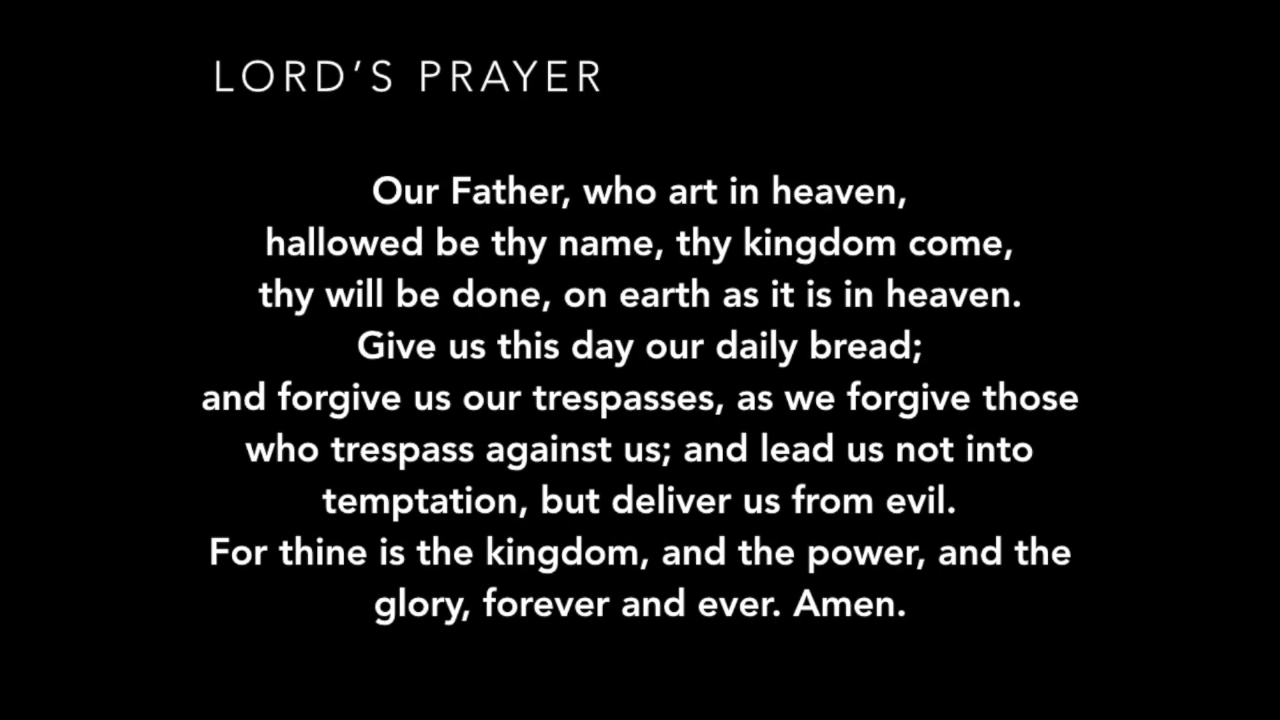 LORD’S PRAYER
Our Father, who art in heaven,
hallowed be thy name, thy kingdom come,
thy will be done, on earth as it is in heaven.
Give us this day our daily bread;
and forgive us our trespasses, as we forgive those
who trespass against us; and lead us not into
temptation, but deliver us from evil.
For thine is the kingdom, and the power, and the
glory, forever and ever. Amen.